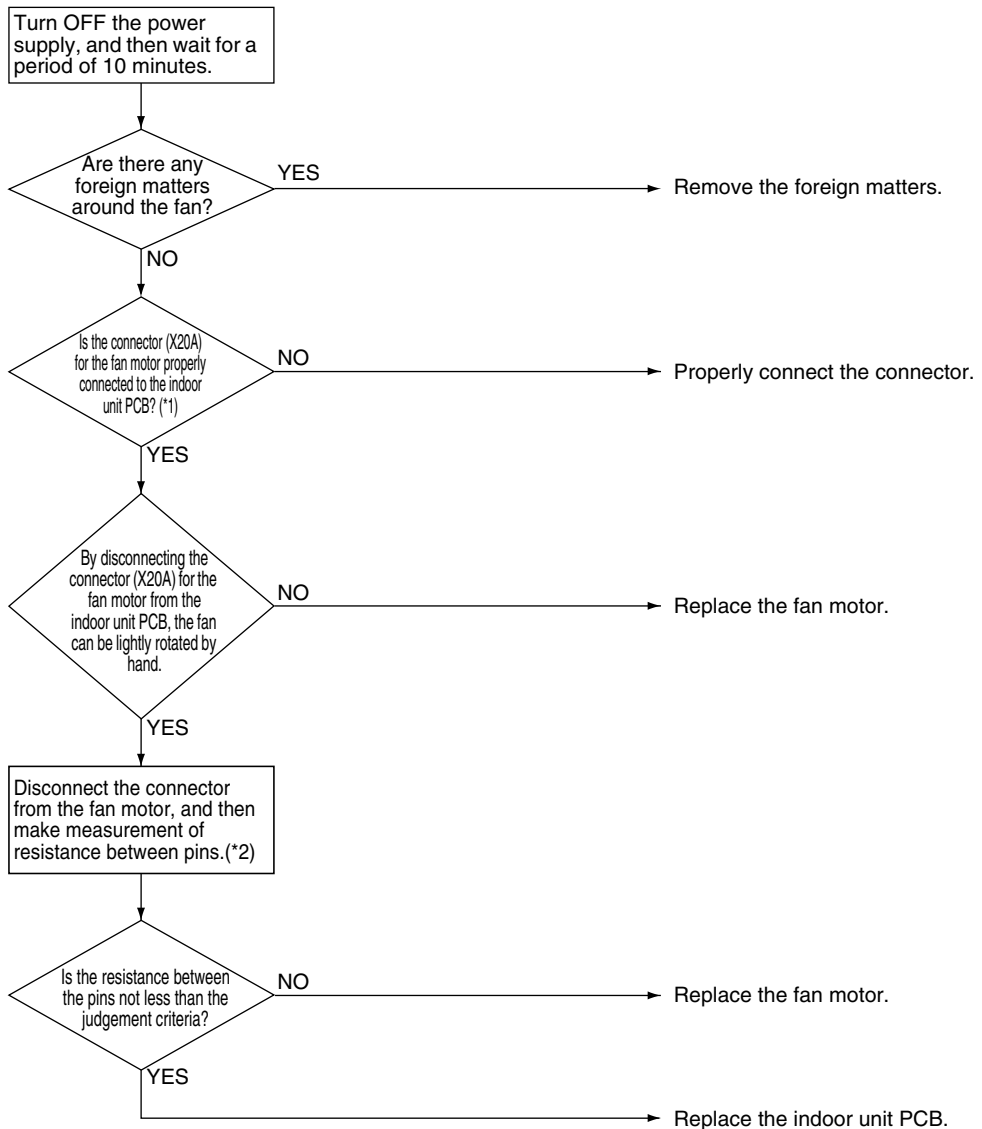 Turn OFF the power
supply, and then wait for a
period of 10 minutes.
Are there any
foreign matters
around the fan?
YES
Remove the foreign matters.
NO
Is the connector (X20A)
for the fan motor properly
connected to the indoor
unit PCB? (*1)
NO
Properly connect the connector.
YES
By disconnecting the
connector (X20A) for the
fan motor from the
indoor unit PCB, the fan
can be lightly rotated by
hand.
NO
Replace the fan motor.
YES
Disconnect the connector
from the fan motor, and then
make measurement of
resistance between pins.(*2)
Is the resistance between
the pins not less than the
judgement criteria?
NO
Replace the fan motor.
YES
Replace the indoor unit PCB.